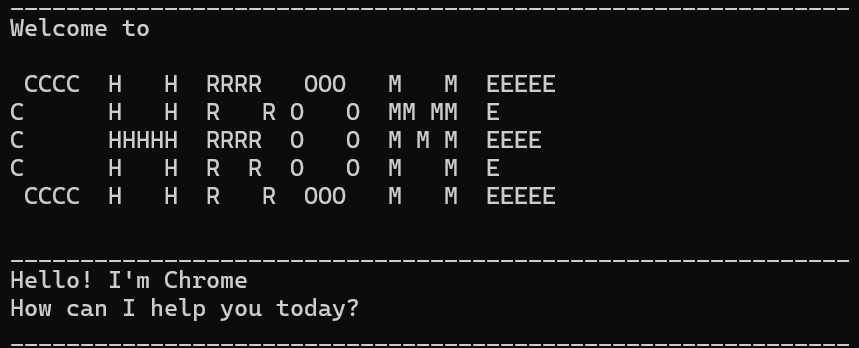 ____________________________________________________________
Welcome to

 CCCC  H   H  RRRR   OOO   M   M  EEEEE
C      H   H  R   R O   O  MM MM  E
C      HHHHH  RRRR  O   O  M M M  EEEE
C      H   H  R  R  O   O  M   M  E
 CCCC  H   H  R   R  OOO   M   M  EEEEE

____________________________________________________________
Hello! I'm Chrome
How can I help you today?
____________________________________________________________